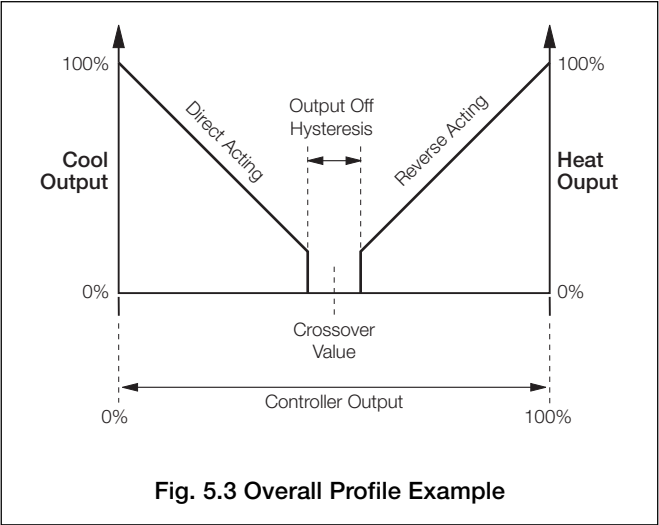 100%
100%
Direct Acting
Output Off
Hysteresis
Reverse Acting
Cool
Output
Heat
Ouput
0%
0%
Crossover
Value
Controller Output
0%
100%
Fig. 5.3 Overall Profile Example